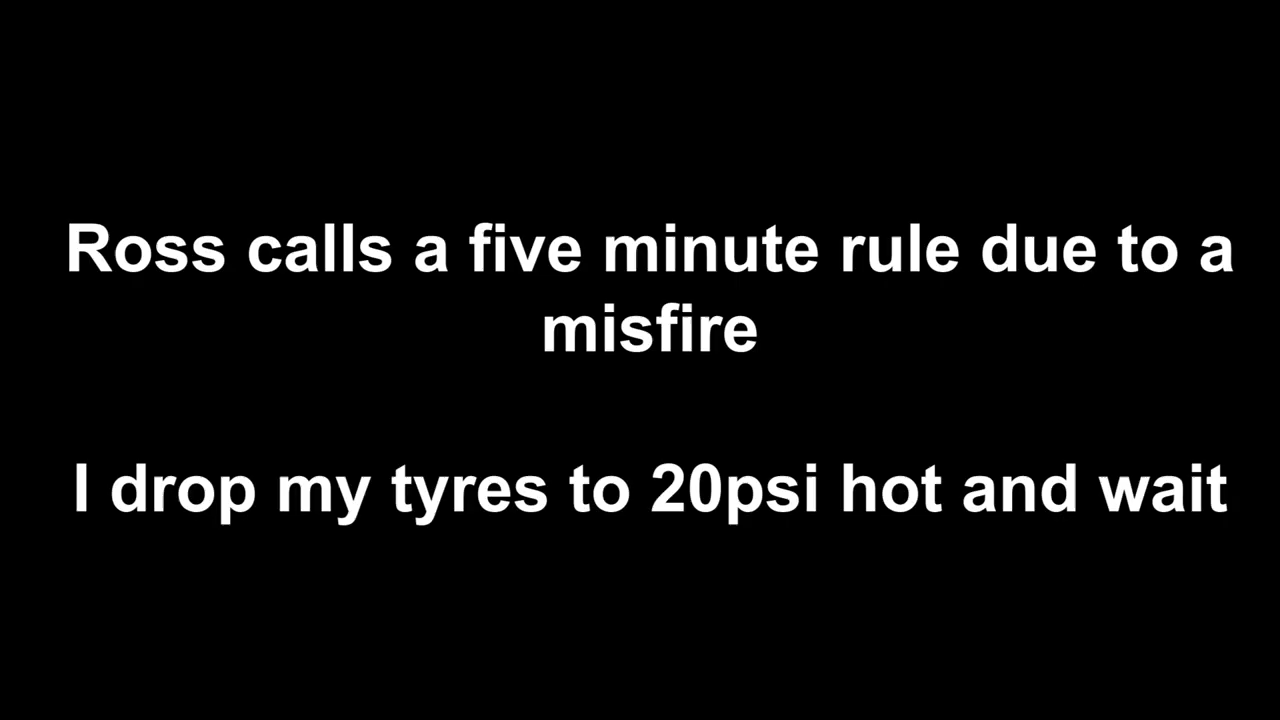 Ross calls a five minute rule due to a
misfire
I drop my tyres to 20psi hot and wait